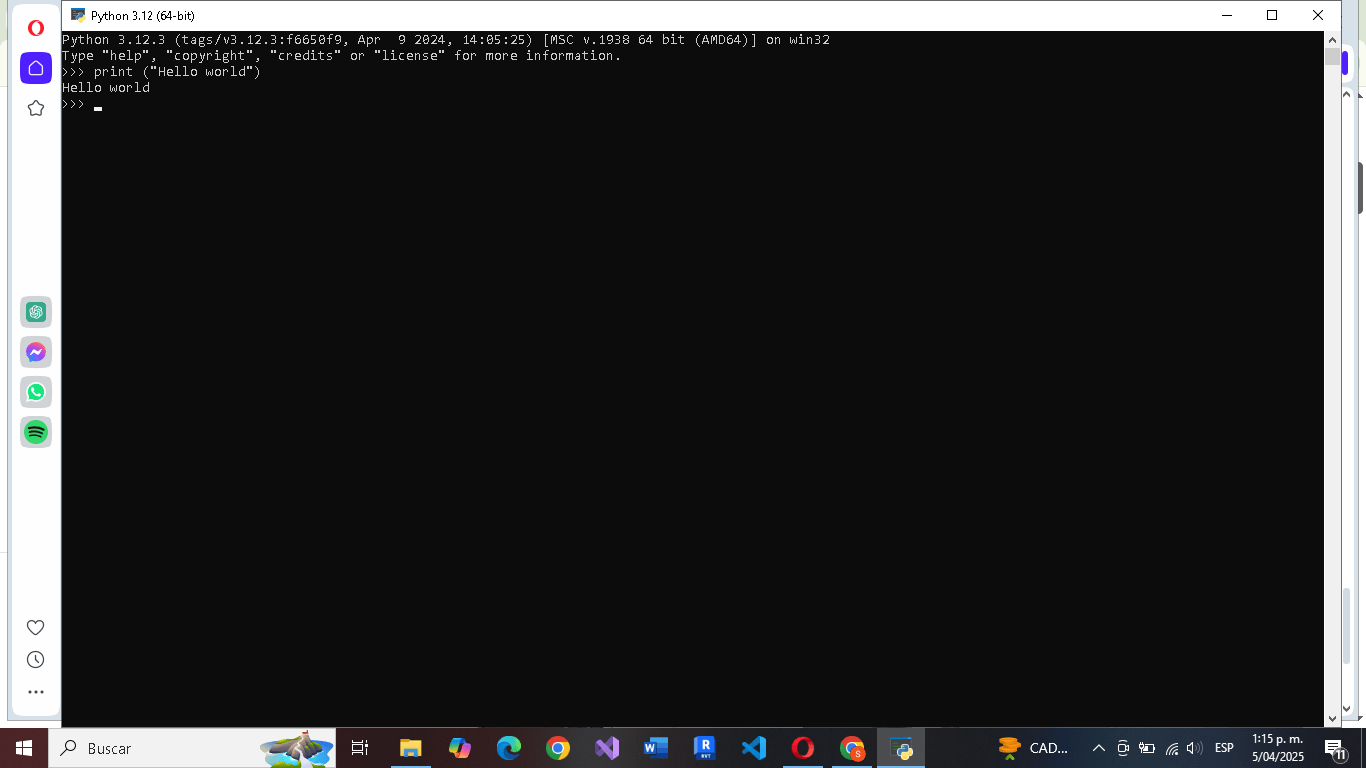 Python 3.12 (64-bit)
Python 3.12.3 (tags/v3.12.3:f6650f9, Apr  9 2024, 14:05:25) [MSC v.1938 64 bit (AMD64)] on win32
Type "help", "copyright", "credits" or "license" for more information.
>>> print ("Hello world")
Hello world
>>>
Buscar
W
R
RVT
S
CAD...
ESP
1:15 p. m.
5/04/2025
11